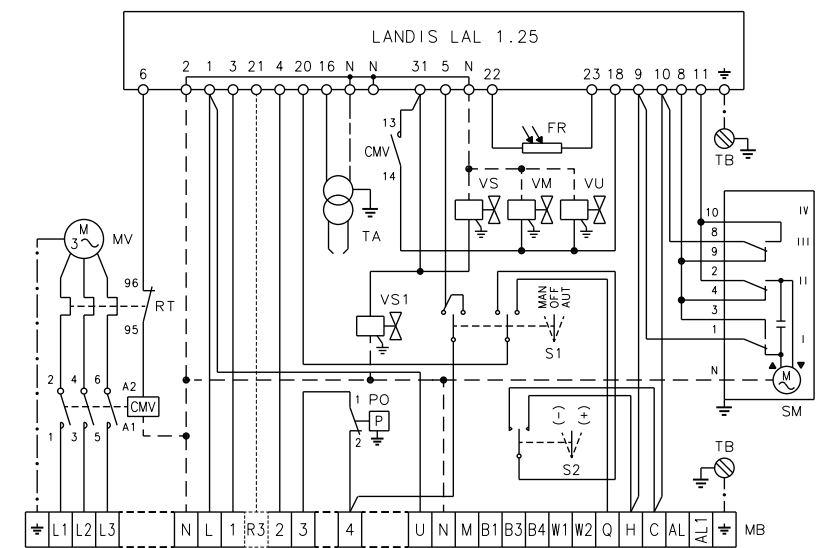 LANDIS LAL 1.25
6 2 1 3 21 4 20 16 N N 31 5 N 22 23 18 9 10 8 11
13 FR
CMV
14
TB
VS VM VU
10 IV
8 III
9
2 II
4
3
1 I
N
M
SM
M
3
MV
TA
96
RT
95
VS1
MAN
OFF
AUT
S1
2 4 6 A2
CMV
1 3 5 A1
1 PO
P
2
(-) (+)
S2
TB
L1 L2 L3 N L 1 R3 2 3 4 U N M B1 B3 B4 W1 W2 Q H C AL AL1 MB